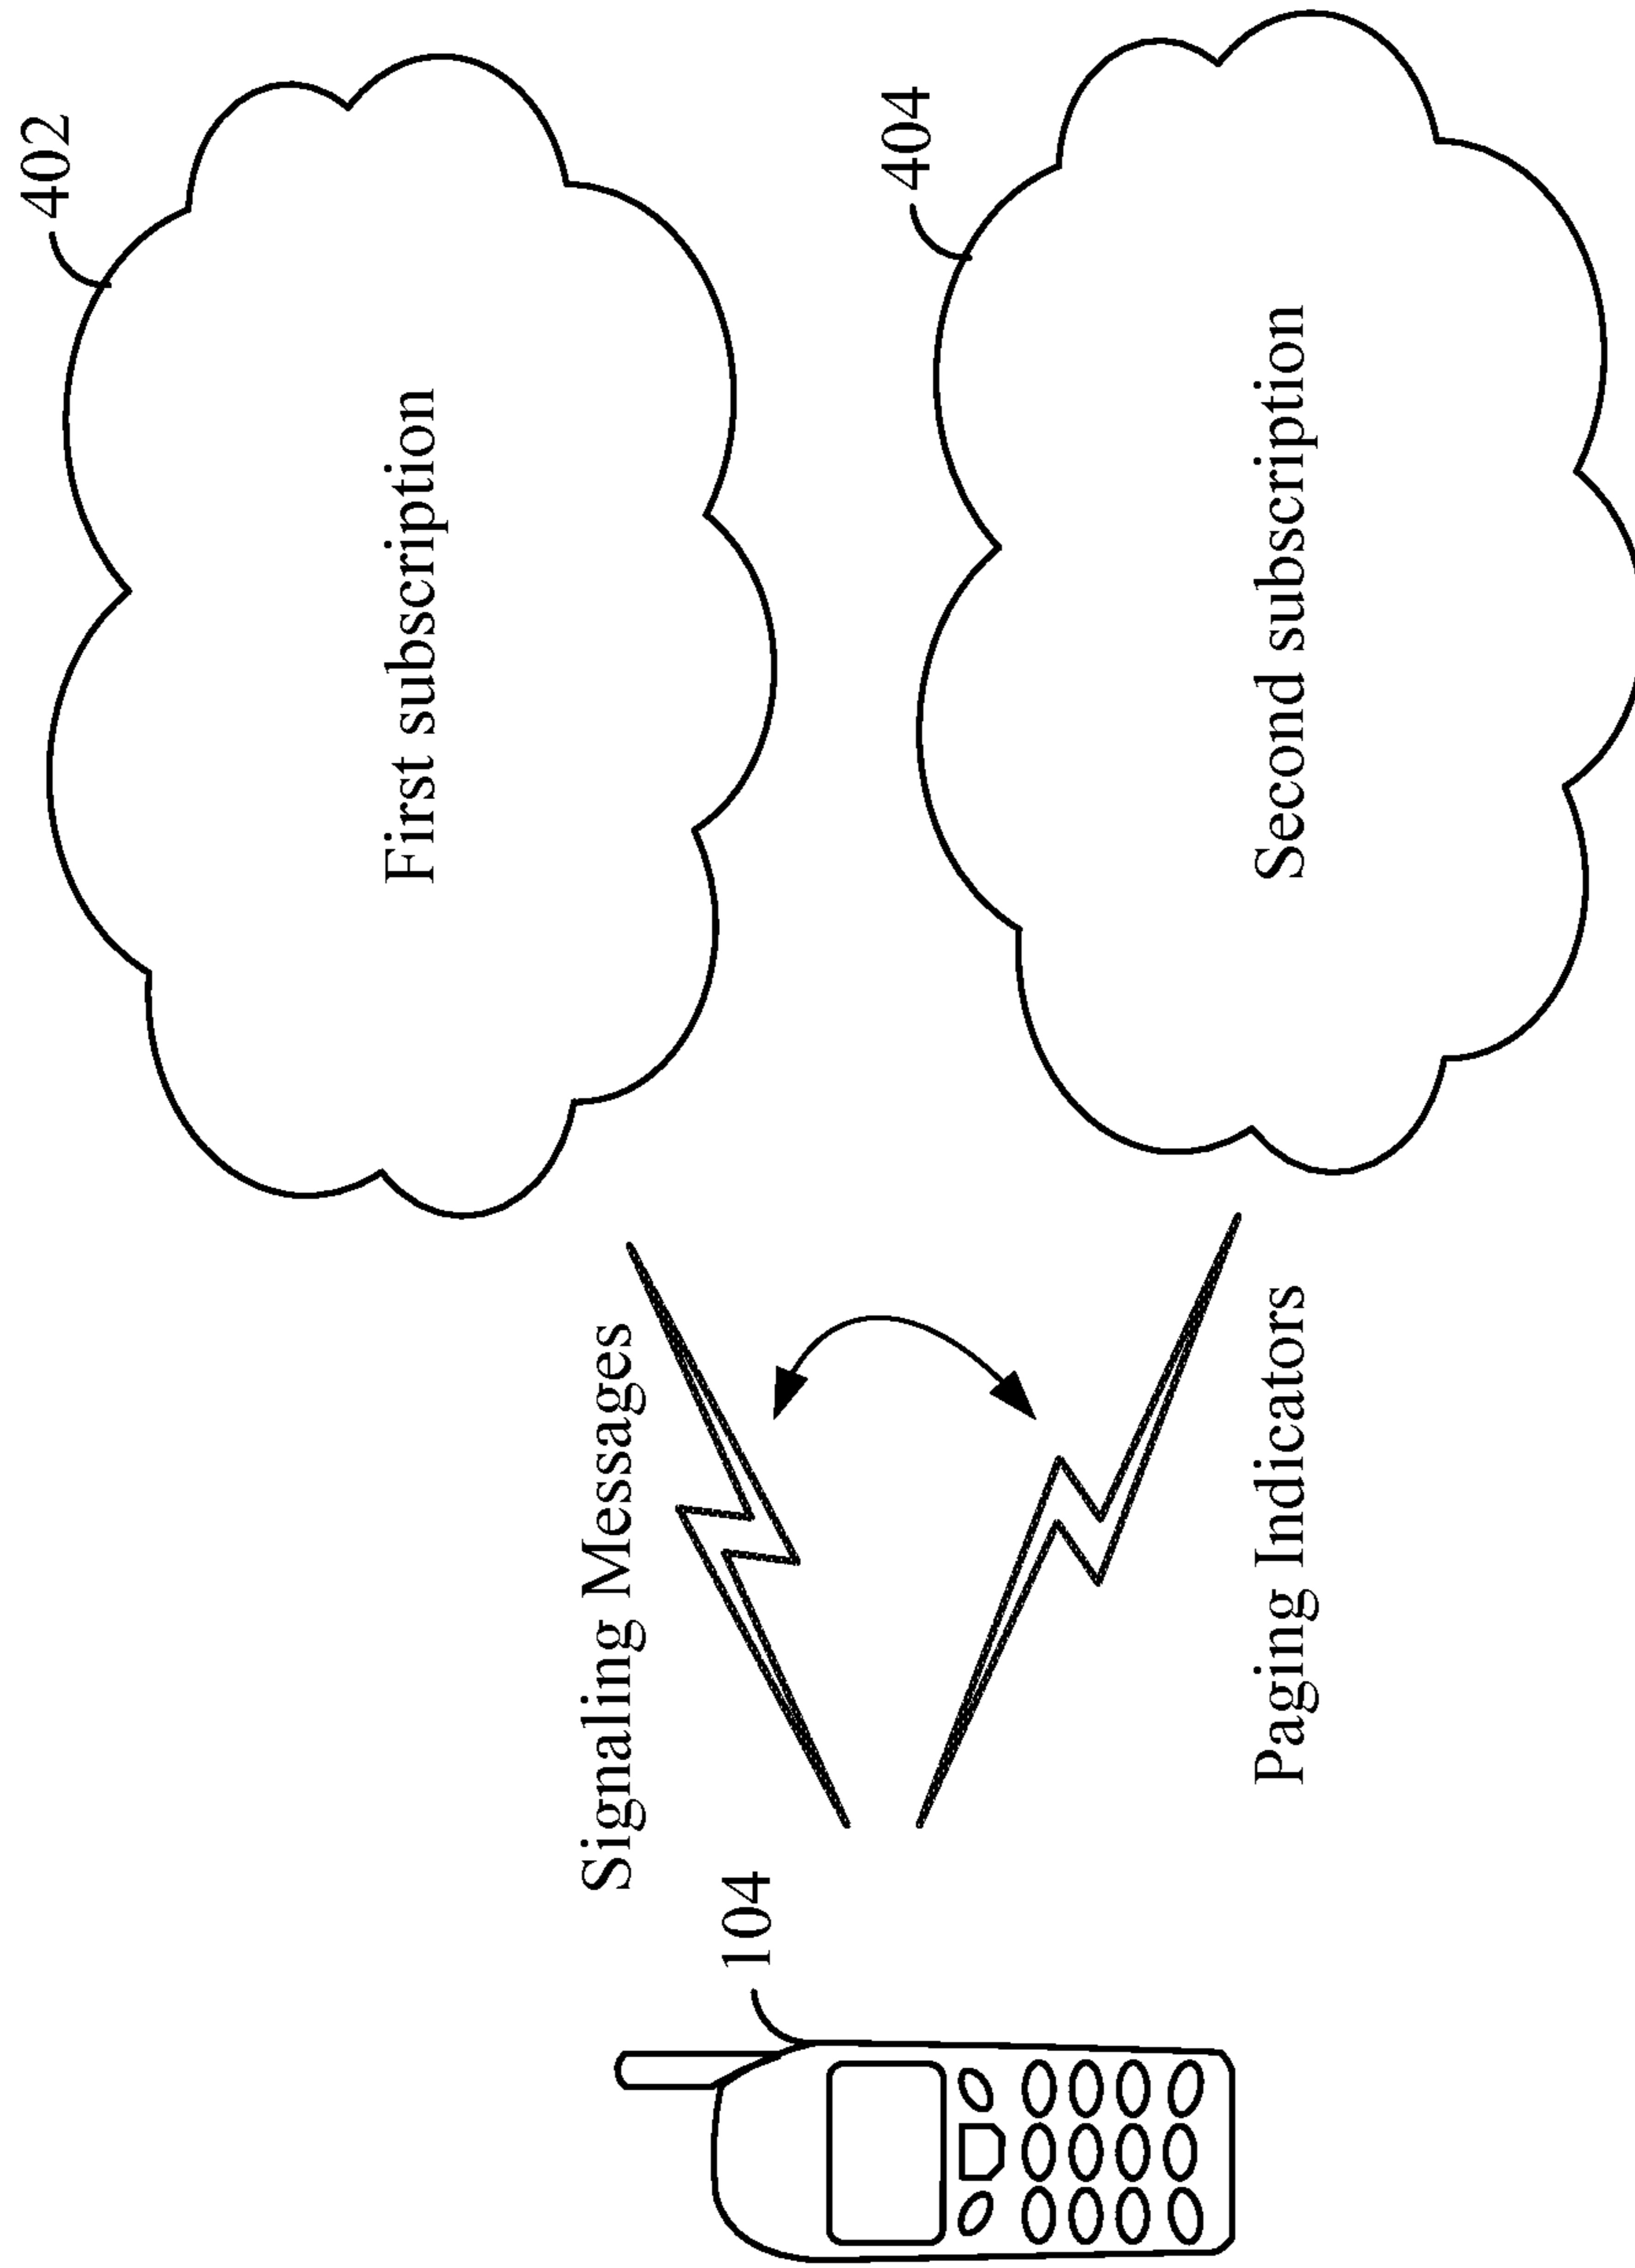 402
First subscription
404
Second subscription
Signaling Messages
104
Paging Indicators